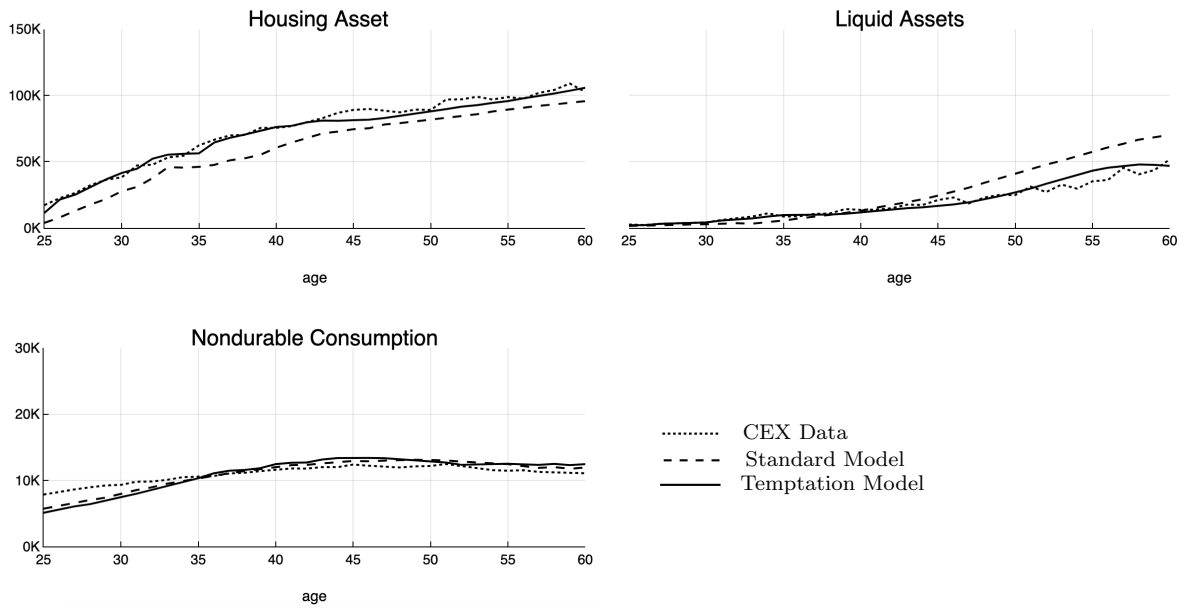 Housing Asset
150K
100K
50K
0K
25 30 35 40 45 50 55 60
age
Liquid Assets
25 30 35 40 45 50 55 60
age
Nondurable Consumption
30K
20K
10K
0K
25 30 35 40 45 50 55 60
age
CEX Data
Standard Model
Temptation Model